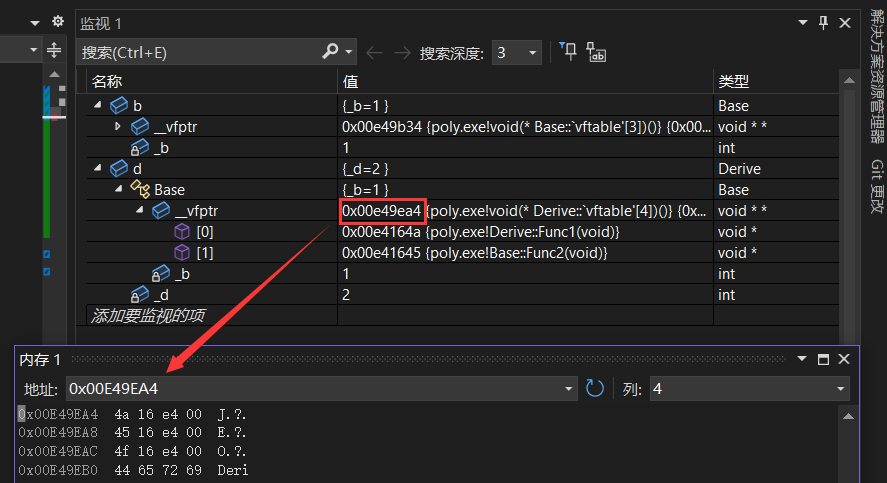 监视 1
搜索(Ctrl+E)
搜索深度: 3
名称 值 类型
b {_b=1 } Base
__vfptr 0x00e49b34 {poly.exe!void(* Base::`vftable'[3])()} {0x00... void * *
_b 1 int
d {_d=2 } Derive
Base {_b=1 } Base
__vfptr 0x00e49ea4 {poly.exe!void(* Derive::`vftable'[4])()} {0x... void * *
[0] 0x00e4164a {poly.exe!Derive::Func1(void)} void *
[1] 0x00e41645 {poly.exe!Base::Func2(void)} void *
_b 1 int
_d 2 int
添加要监视的项
内存 1
地址: 0x00E49EA4 列: 4
0x00E49EA4 4a 16 e4 00 J.?.
0x00E49EA8 45 16 e4 00 E.?.
0x00E49EAC 4f 16 e4 00 O.?.
0x00E49EB0 44 65 72 69 Deri
解决方案资源管理器
Git 更改